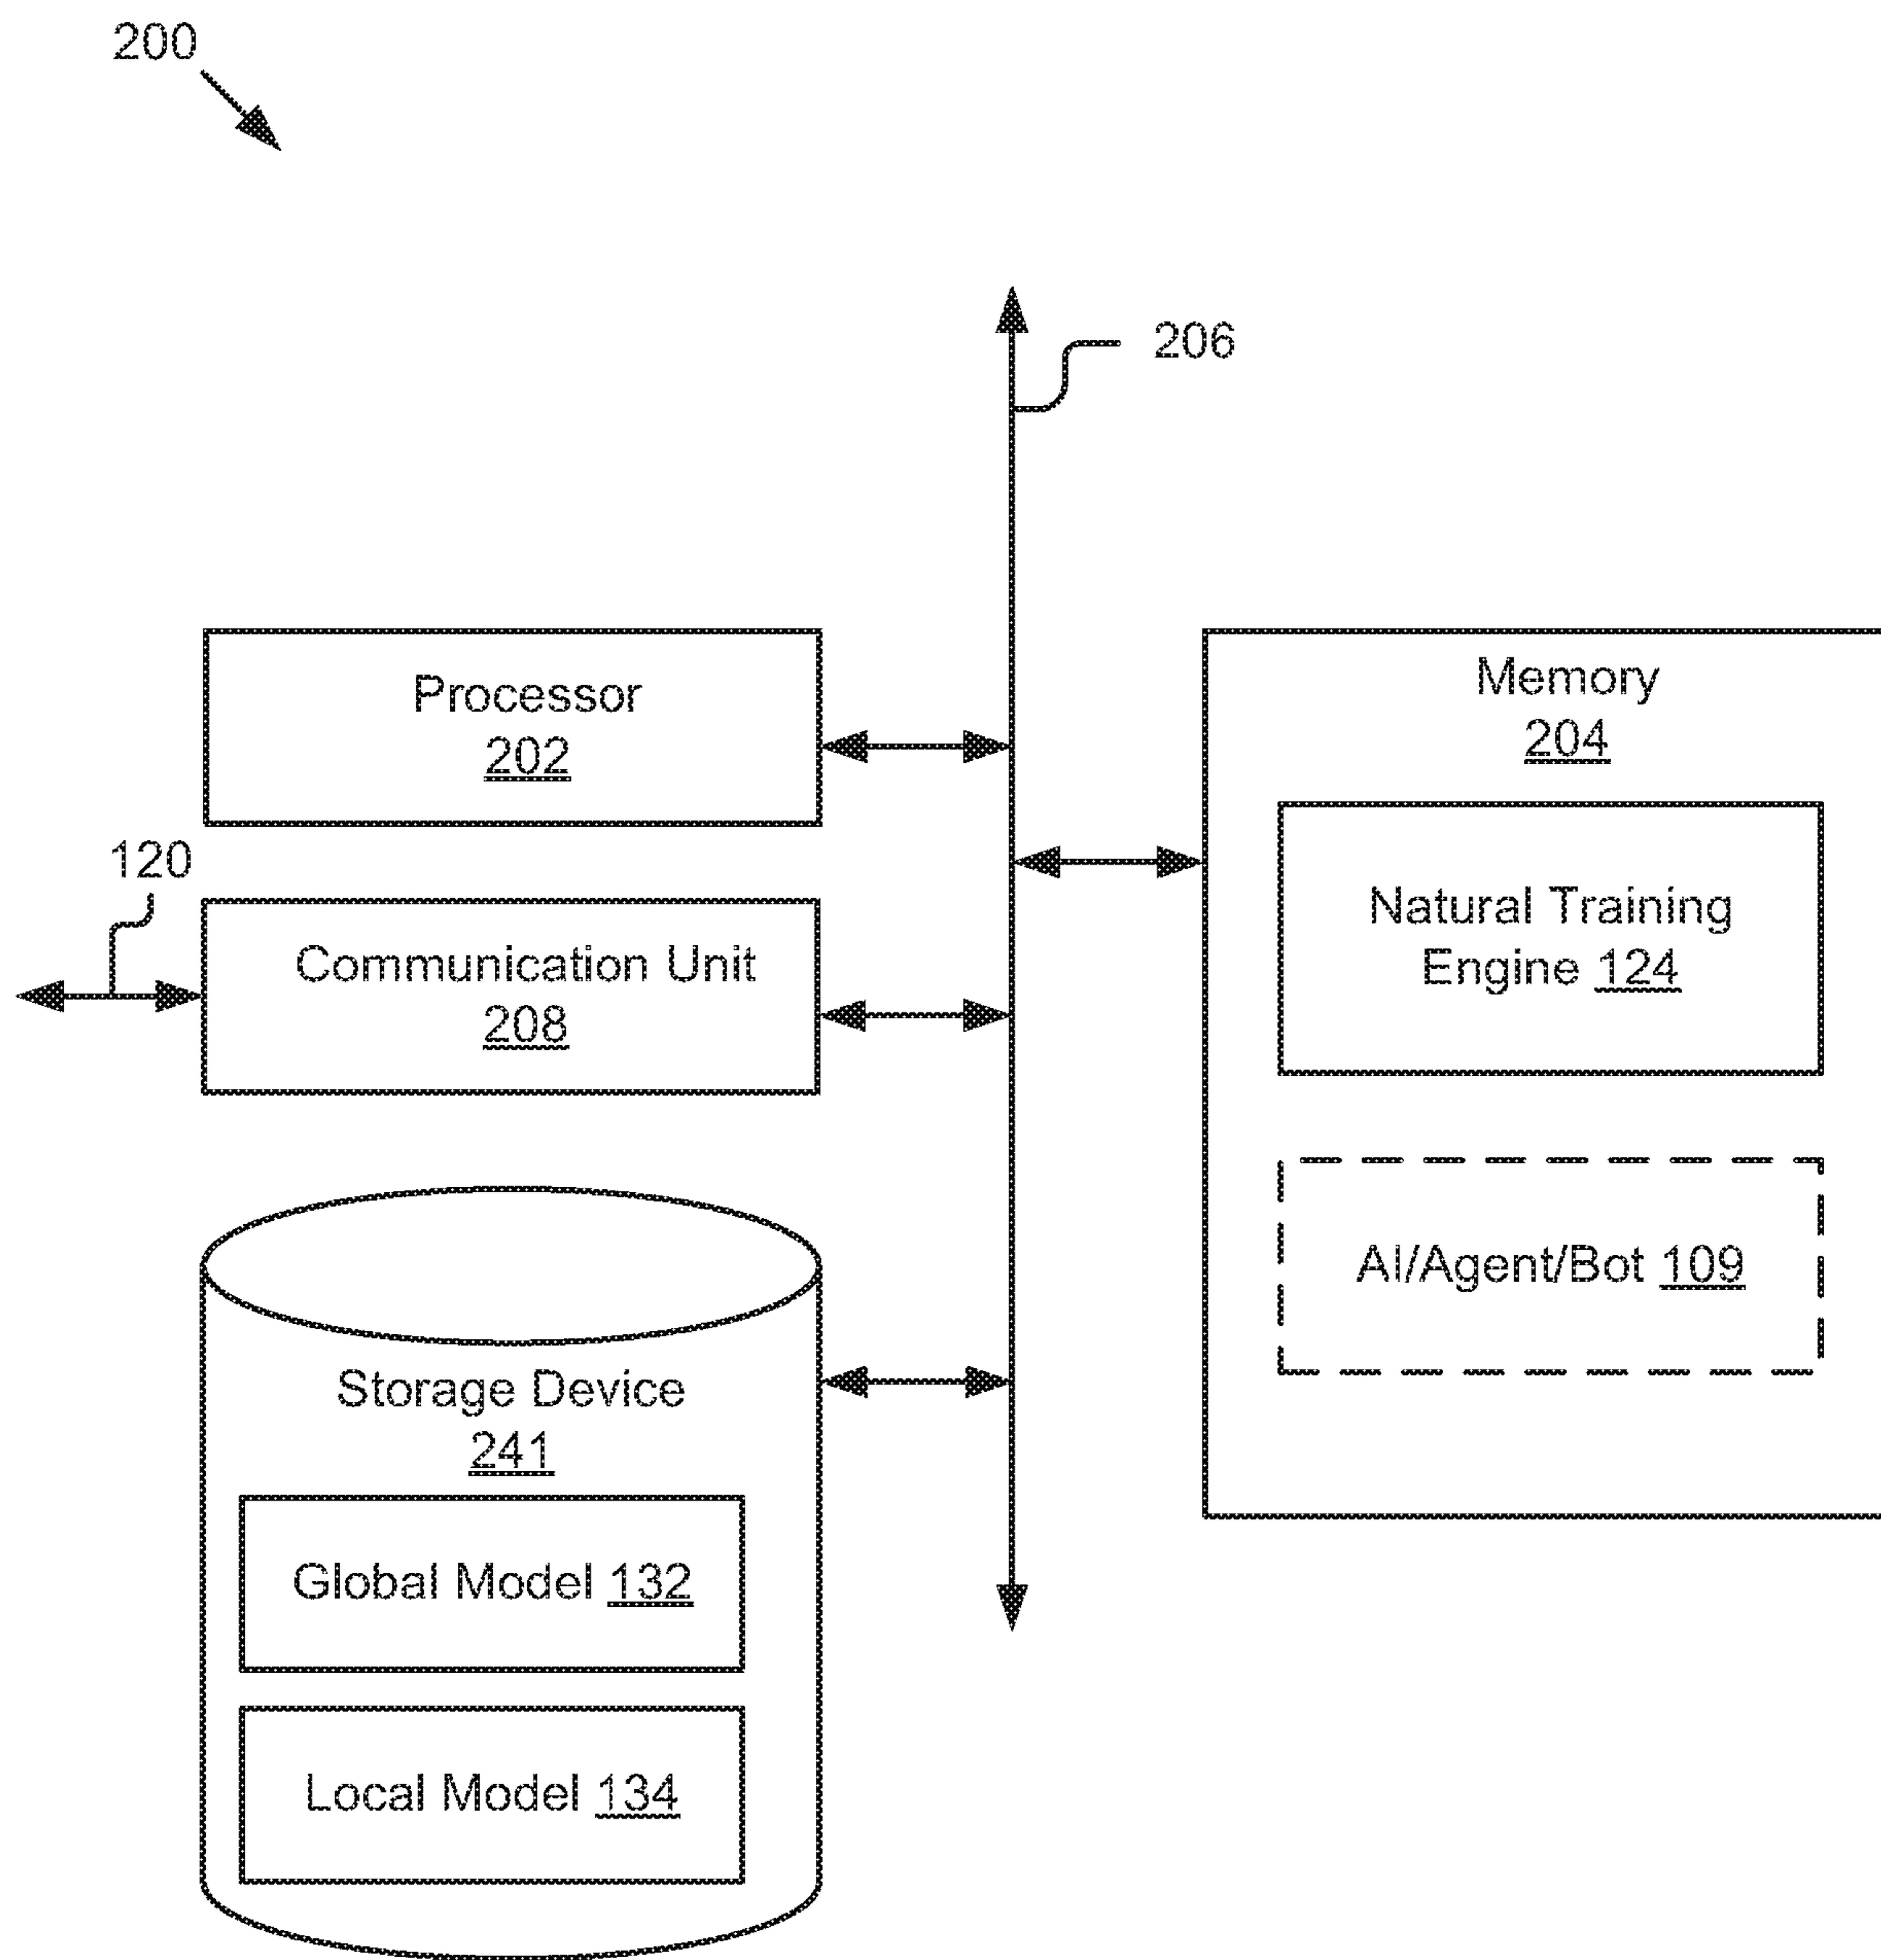 200
206
Processor
202
120
Communication Unit
208
Memory
204
Natural Training
Engine 124
AI/Agent/Bot 109
Storage Device
241
Global Model 132
Local Model 134